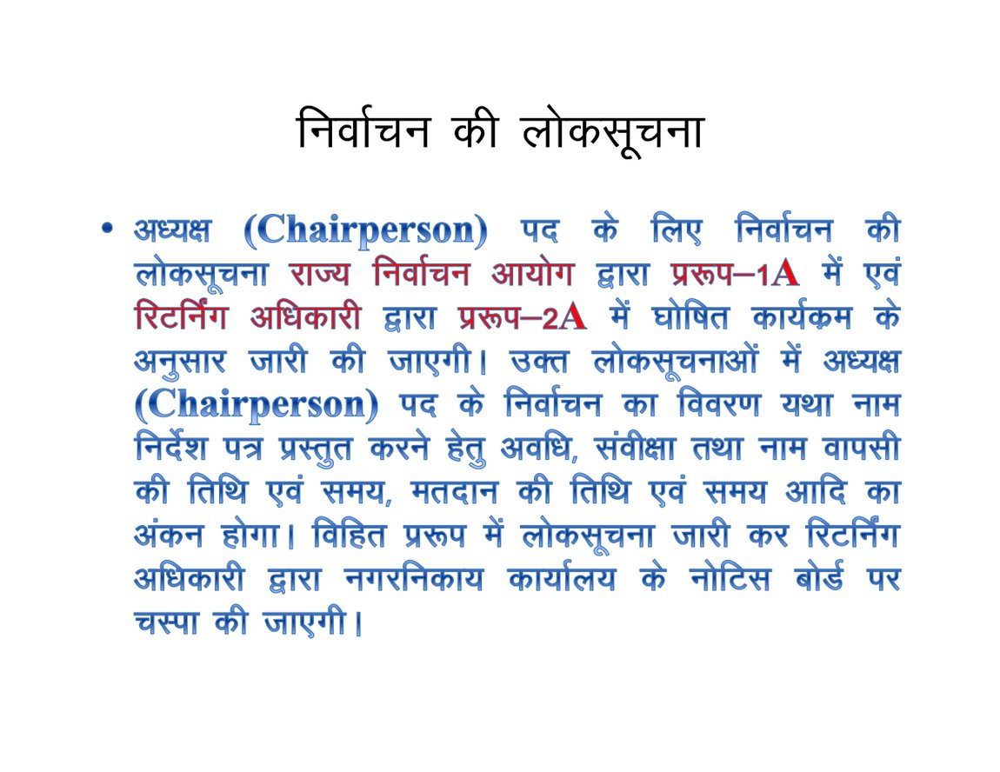 निर्वाचन की लोकसूचना
• अध्यक्ष (Chairperson) पद के लिए निर्वाचन की
लोकसूचना राज्य निर्वाचन आयोग द्वारा प्ररूप–1A में एवं
रिटर्निंग अधिकारी द्वारा प्ररूप–2A में घोषित कार्यक्रम के
अनुसार जारी की जाएगी। उक्त लोकसूचनाओं में अध्यक्ष
(Chairperson) पद के निर्वाचन का विवरण यथा नाम
निर्देश पत्र प्रस्तुत करने हेतु अवधि, संवीक्षा तथा नाम वापसी
की तिथि एवं समय, मतदान की तिथि एवं समय आदि का
अंकन होगा। विहित प्ररूप में लोकसूचना जारी कर रिटर्निंग
अधिकारी द्वारा नगरनिकाय कार्यालय के नोटिस बोर्ड पर
चस्पा की जाएगी।